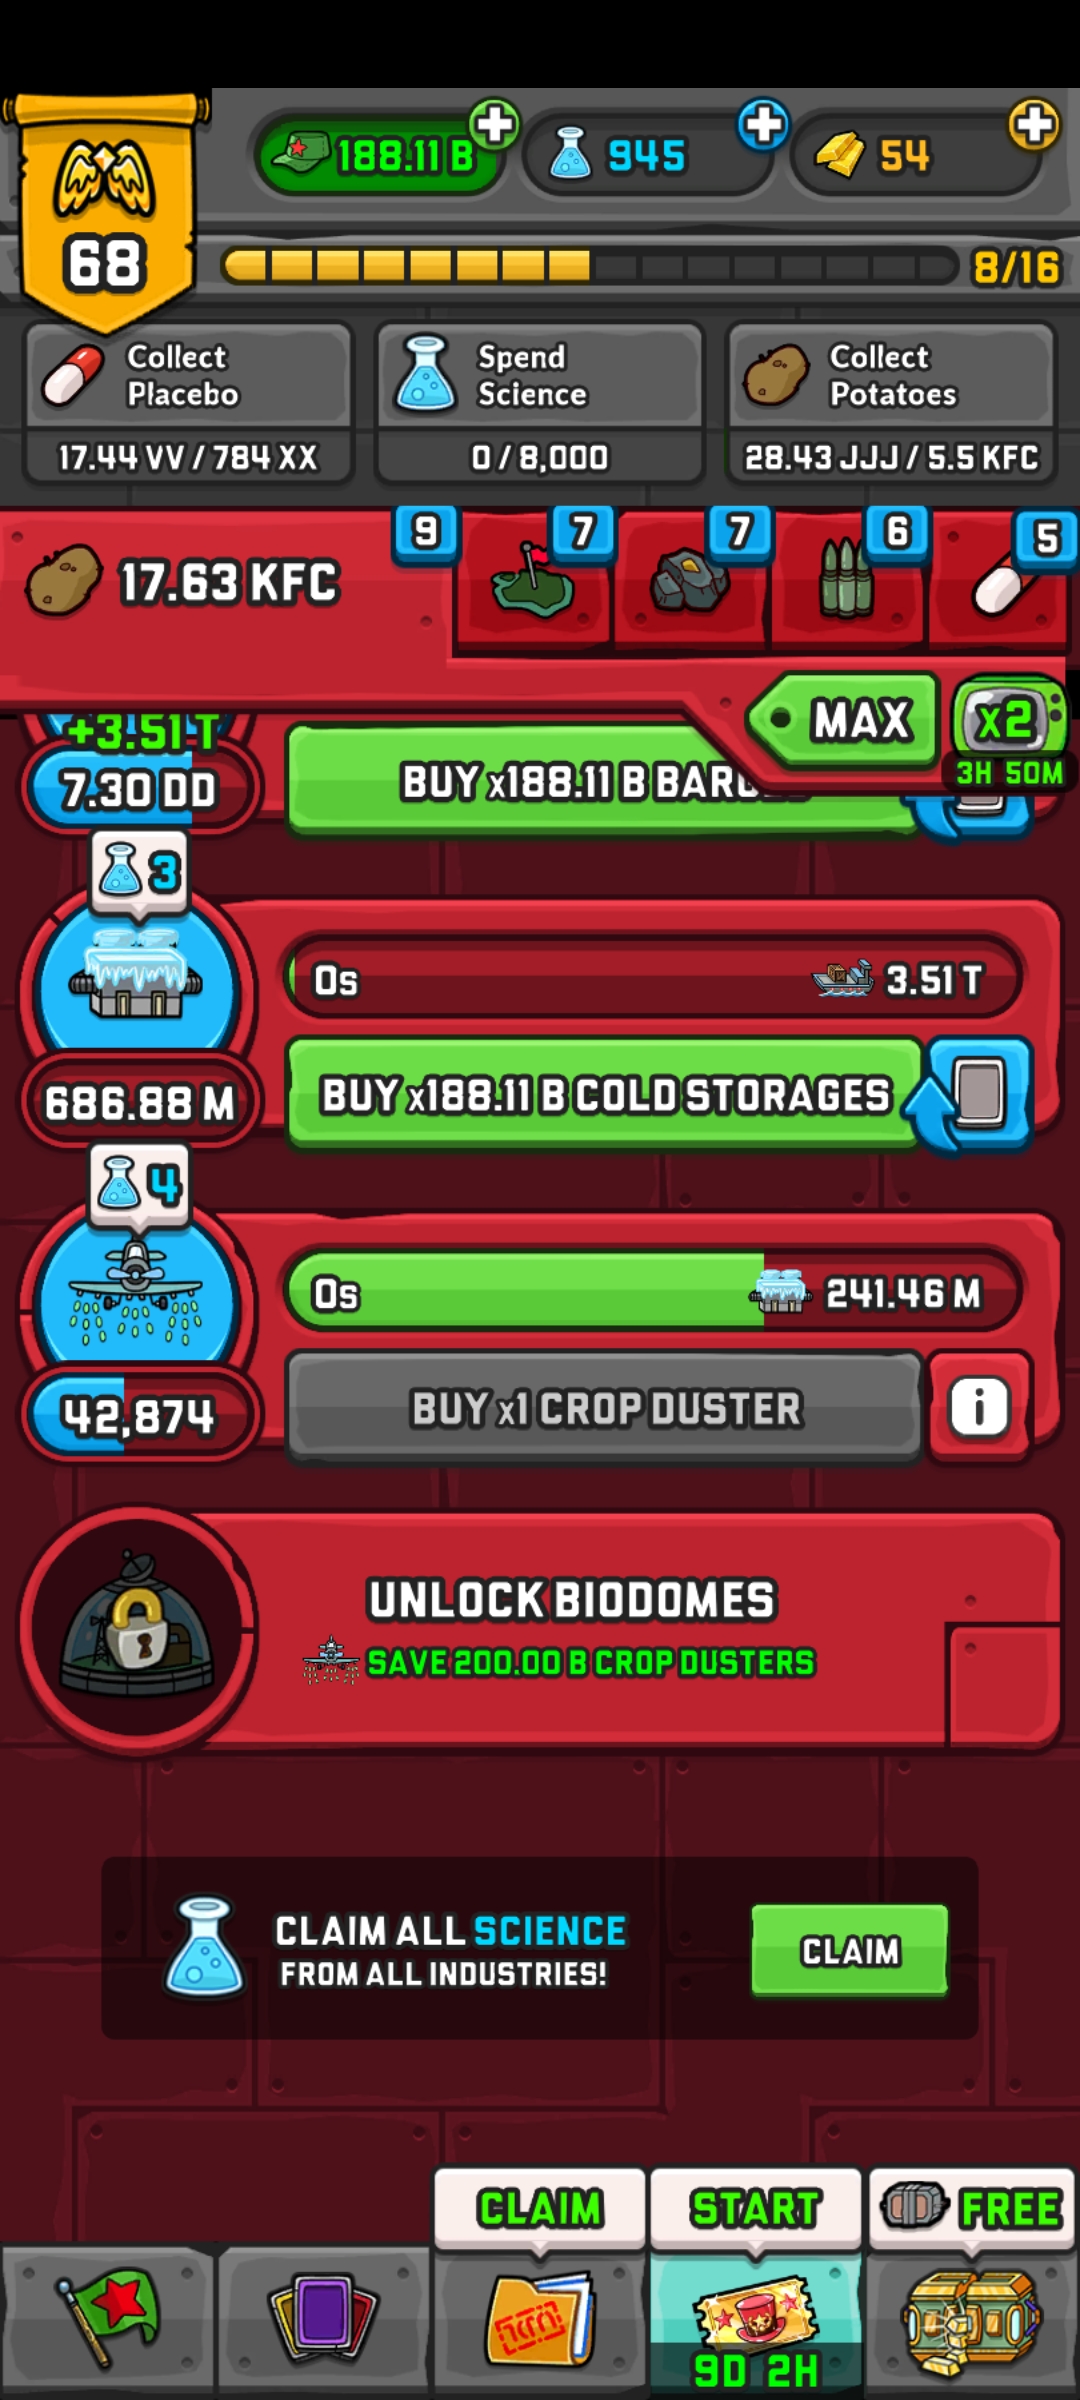 188.11 B
945
54
68
8/16
Collect
Placebo
17.44 VV / 784 XX
Spend
Science
0 / 8,000
Collect
Potatoes
28.43 JJJ / 5.5 KFC
17.63 KFC
9
7
7
6
5
MAX
x2
3H 50M
+3.51 T
7.30 DD
BUY x188.11 B
3
0s
3.51 T
686.88 M
BUY x188.11 B COLD STORAGES
4
0s
241.46 M
42,874
BUY x1 CROP DUSTER
i
UNLOCK BIODOMES
SAVE 200.00 B CROP DUSTERS
CLAIM ALL SCIENCE
FROM ALL INDUSTRIES!
CLAIM
CLAIM
START
FREE
9D 2H